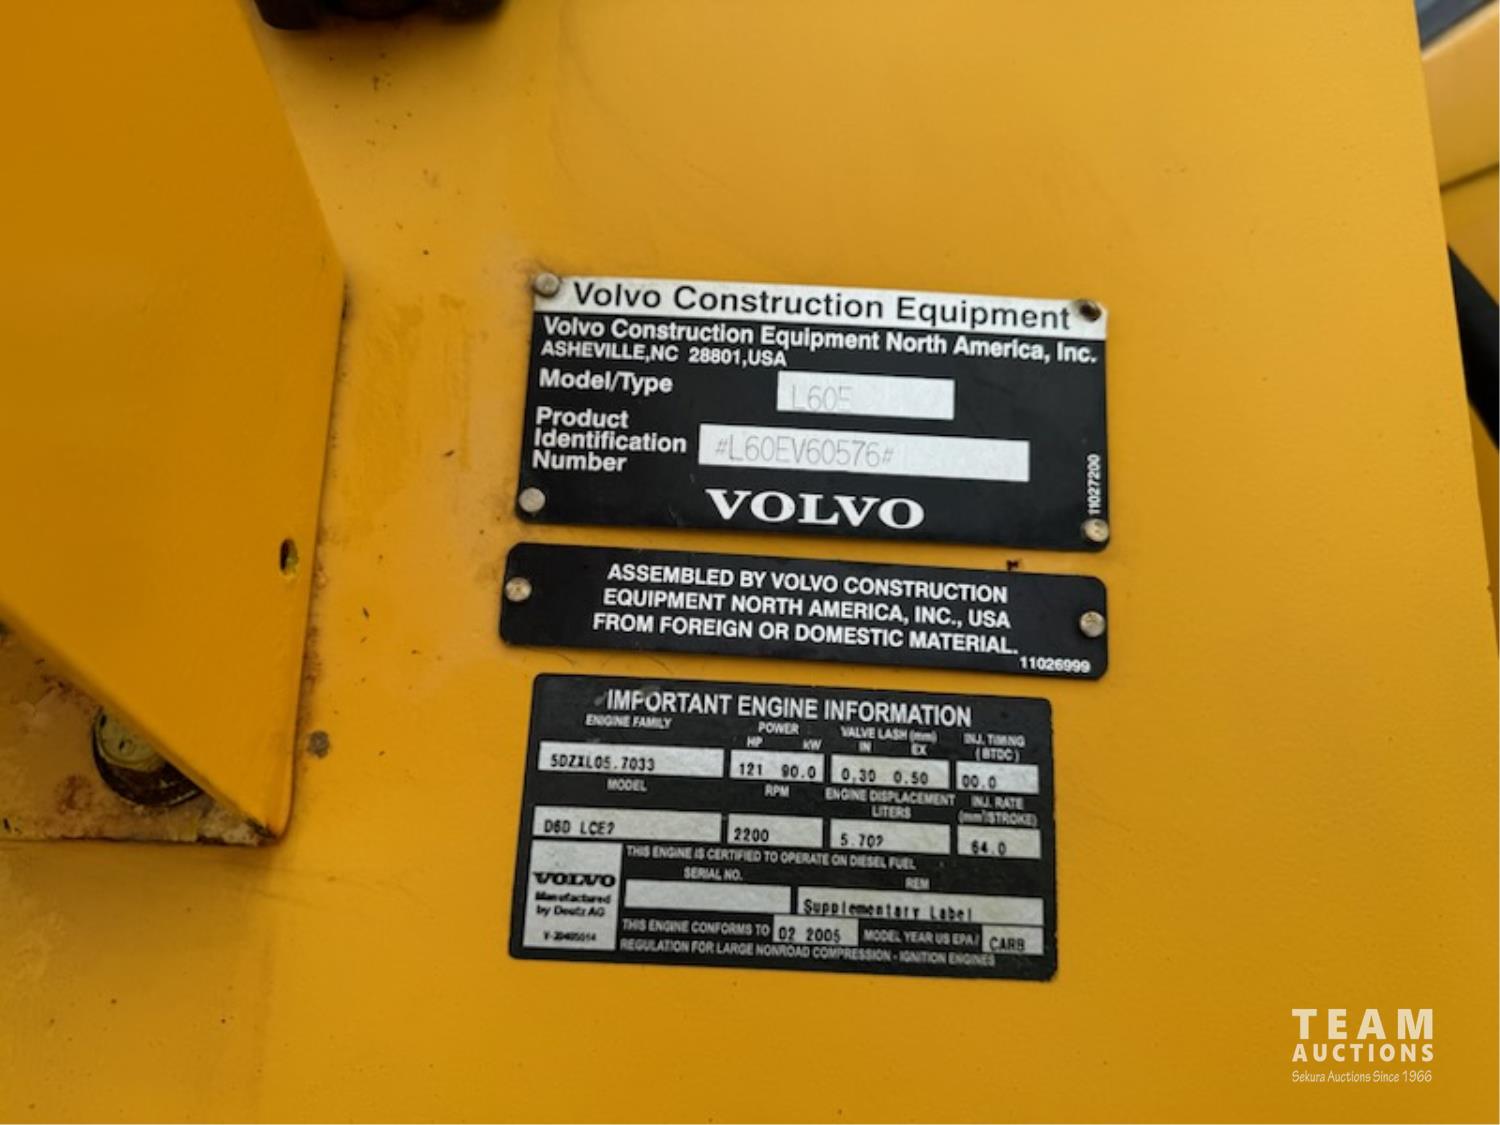 Volvo Construction Equipment
Volvo Construction Equipment North America, Inc.
ASHEVILLE,NC 28801,USA
Model/Type L60E
Product
Identification
Number #L60EV60576#
11027200
VOLVO
ASSEMBLED BY VOLVO CONSTRUCTION
EQUIPMENT NORTH AMERICA, INC., USA
FROM FOREIGN OR DOMESTIC MATERIAL.
11026999
IMPORTANT ENGINE INFORMATION
ENIGINE FAMILY POWER VALVE LASH (mm) INJ. TIMING
HP kW IN EX (BTDC)
5DZXL05.7033 121 90.0 0,30 0.50 00.0
MODEL RPM ENGINE DISPLACEMENT INJ. RATE
LITERS (mm³/STROKE)
D6D LCE2 2200 5.702 64.0
THIS ENGINE IS CERTIFIED TO OPERATE ON DIESEL FUEL
SERIAL NO. REM
VOLVO
Manufactured
by Deutz AG
Supplementary Label
THIS ENGINE CONFORMS TO 02 2005 MODEL YEAR US EPA/ CARB
REGULATION FOR LARGE NONROAD COMPRESSION - IGNITION ENGINES
TEAM
AUCTIONS
Sekura Auctions Since 1966